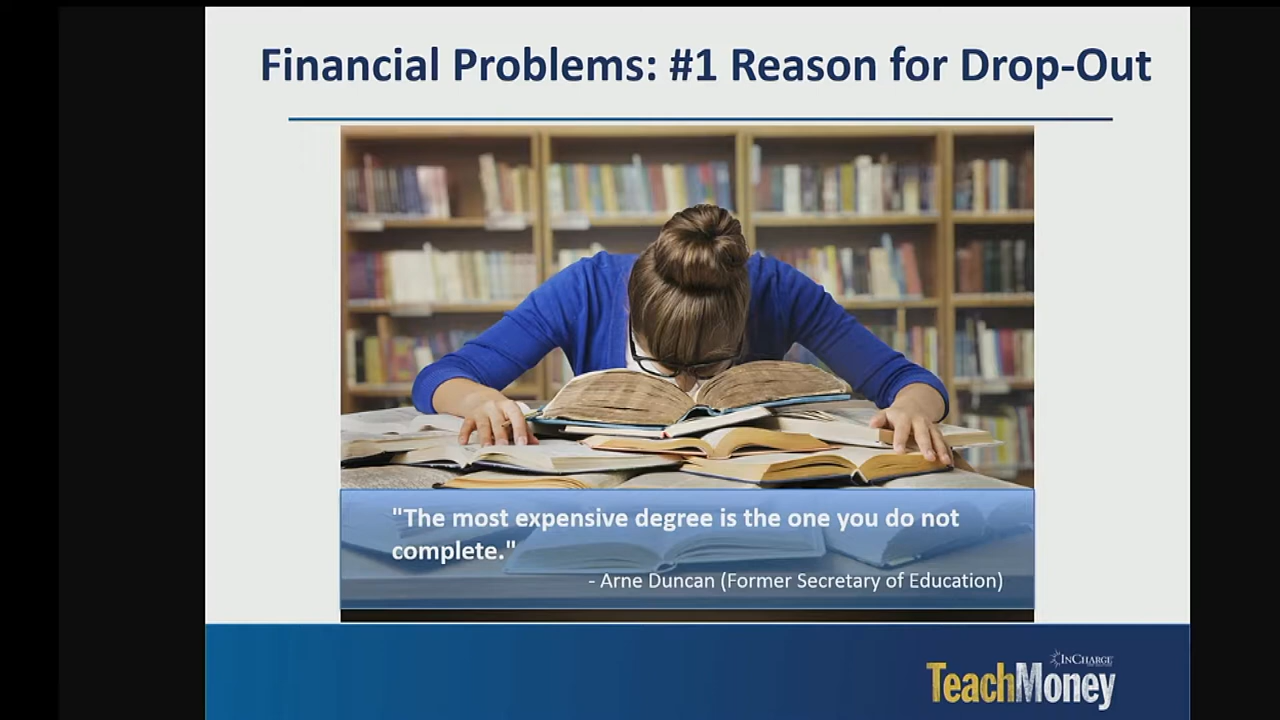 Financial Problems: #1 Reason for Drop-Out
"The most expensive degree is the one you do not
complete."
- Arne Duncan (Former Secretary of Education)
INCHARGE
TeachMoney